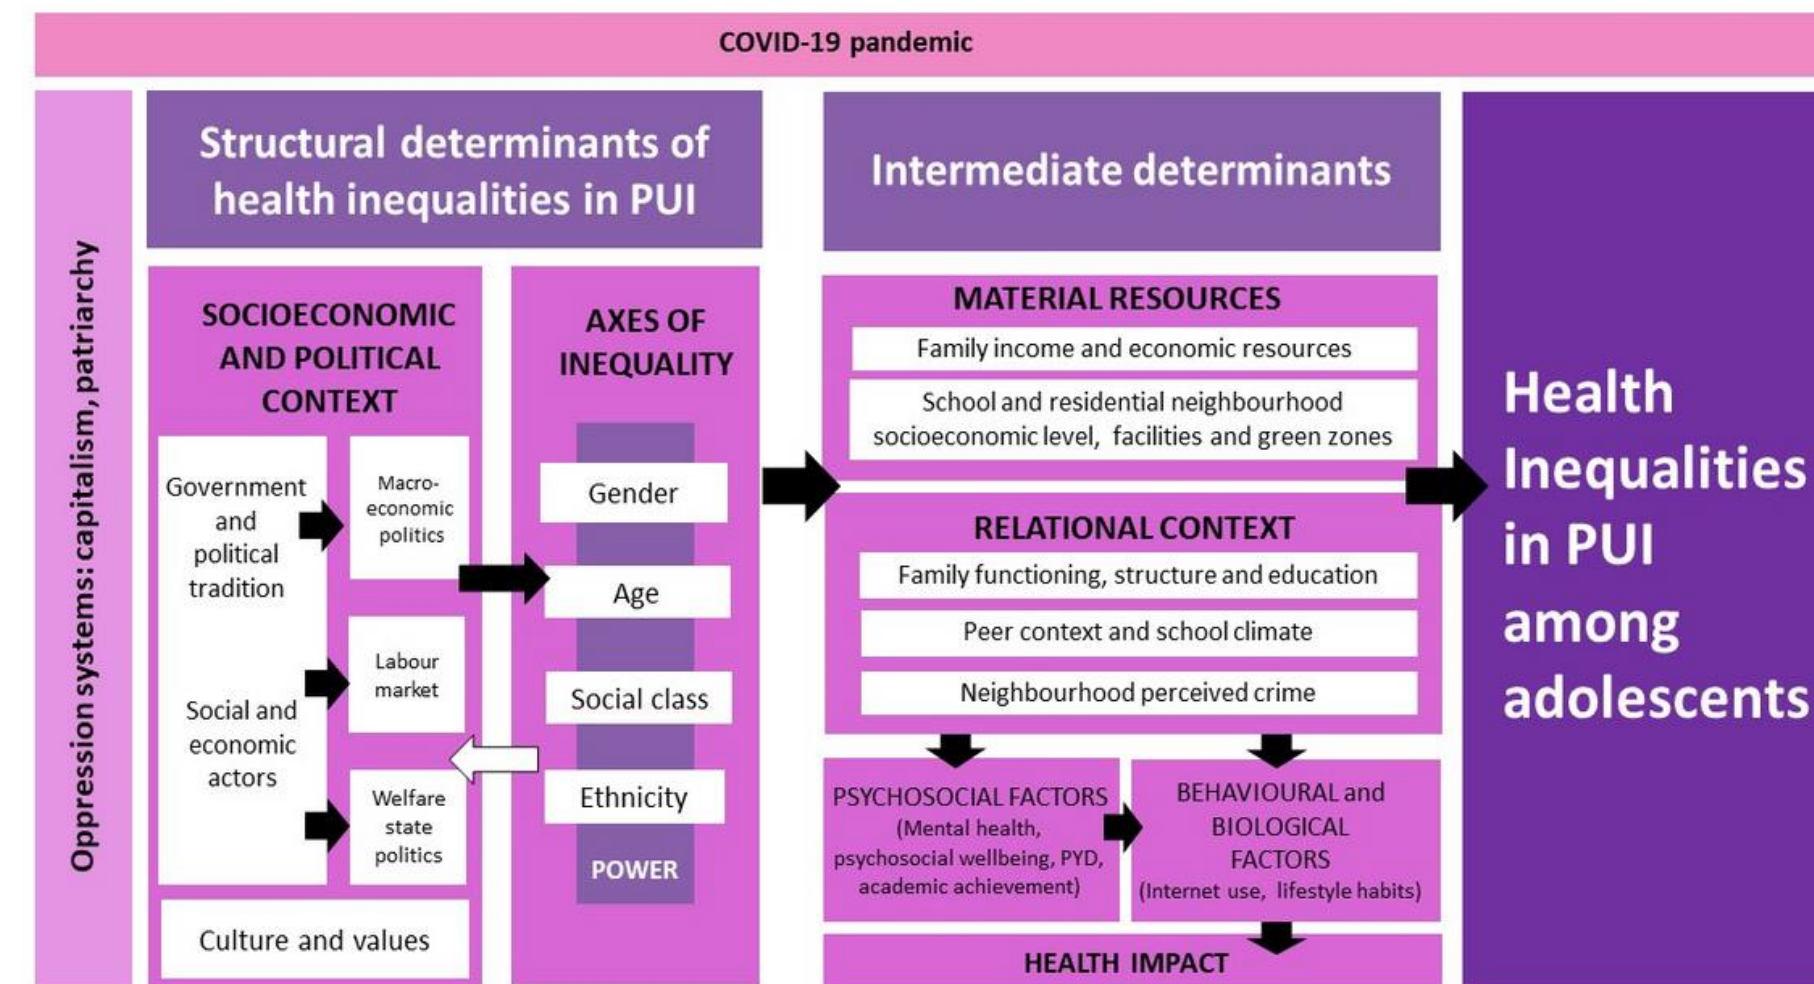 COVID-19 pandemic
Oppression systems: capitalism, patriarchy
Structural determinants of
health inequalities in PUI
SOCIOECONOMIC
AND POLITICAL
CONTEXT
Government
and
political
tradition
Social and
economic
actors
Macro-
economic
politics
Labour
market
Welfare
state
politics
Culture and values
AXES OF
INEQUALITY
Gender
Age
Social class
Ethnicity
POWER
Intermediate determinants
MATERIAL RESOURCES
Family income and economic resources
School and residential neighbourhood
socioeconomic level, facilities and green zones
RELATIONAL CONTEXT
Family functioning, structure and education
Peer context and school climate
Neighbourhood perceived crime
PSYCHOSOCIAL FACTORS
(Mental health,
psychosocial wellbeing, PYD,
academic achievement)
BEHAVIOURAL and
BIOLOGICAL
FACTORS
(Internet use, lifestyle habits)
HEALTH IMPACT
Health
Inequalities
in PUI
among
adolescents